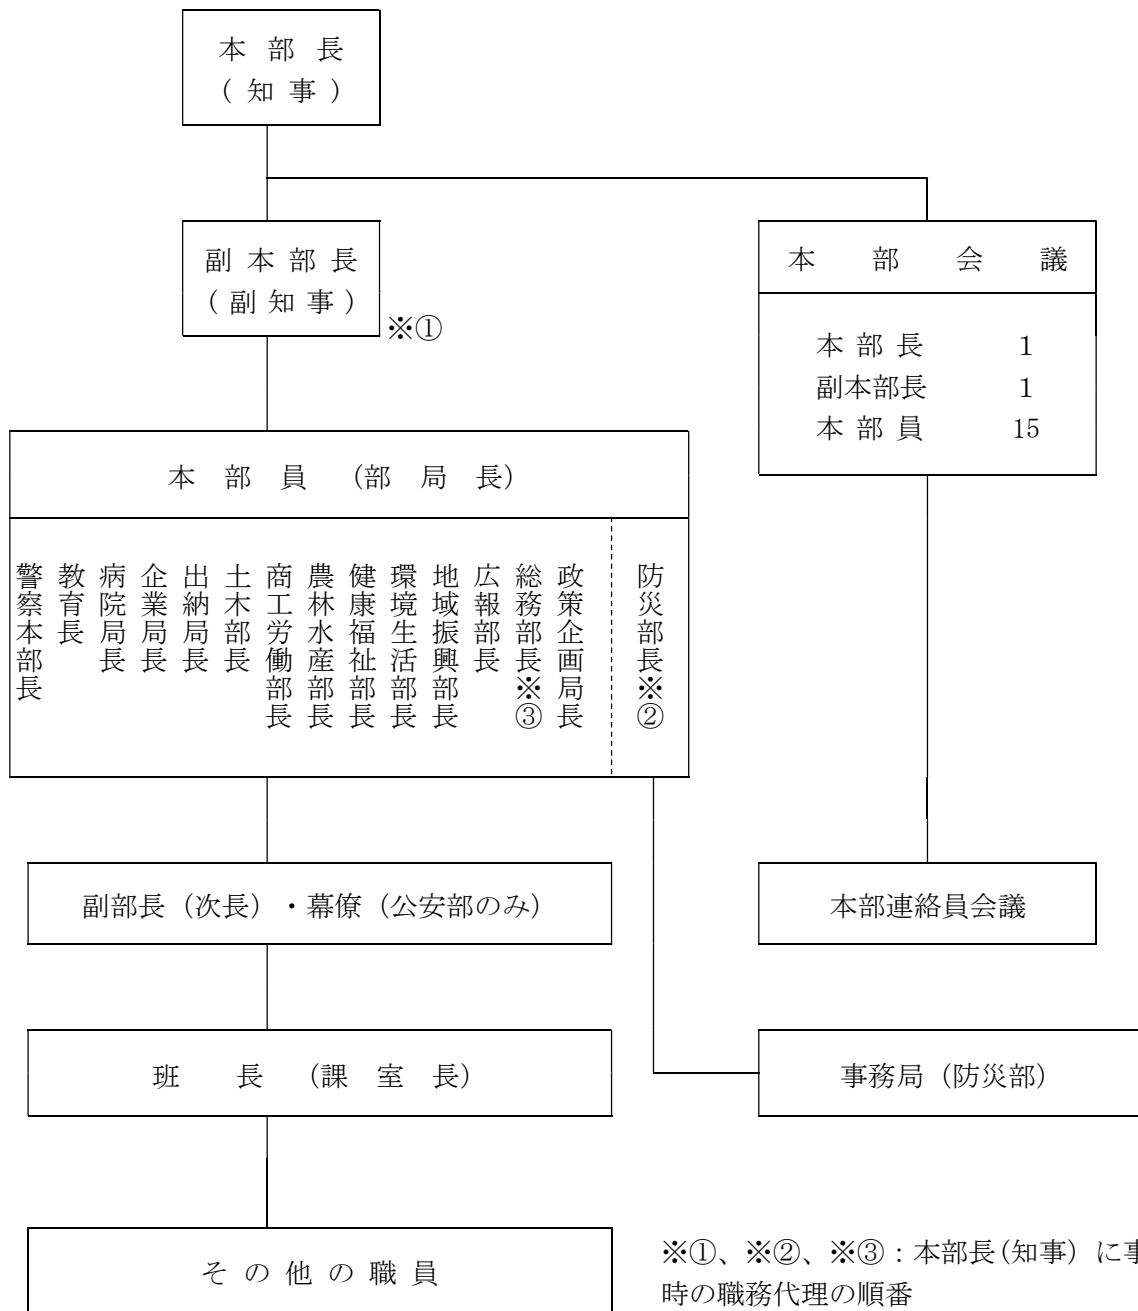 本部長
(知事)
副本部長
(副知事)
※①
本部会議
本部長 1
副本部長 1
本部員 15
本部員 (部局長)
警察本部長
教育長
病院局長
企業局長
出納局長
土木部長
商工労働部長
農林水産部長
健康福祉部長
環境生活部長
地域振興部長
広報部長
総務部長※③
政策企画局長
防災部長※②
副部長(次長)・幕僚(公安部のみ)
本部連絡員会議
班長 (課室長)
事務局(防災部)
その他の職員
※①、※②、※③:本部長(知事)に事
時の職務代理の順番